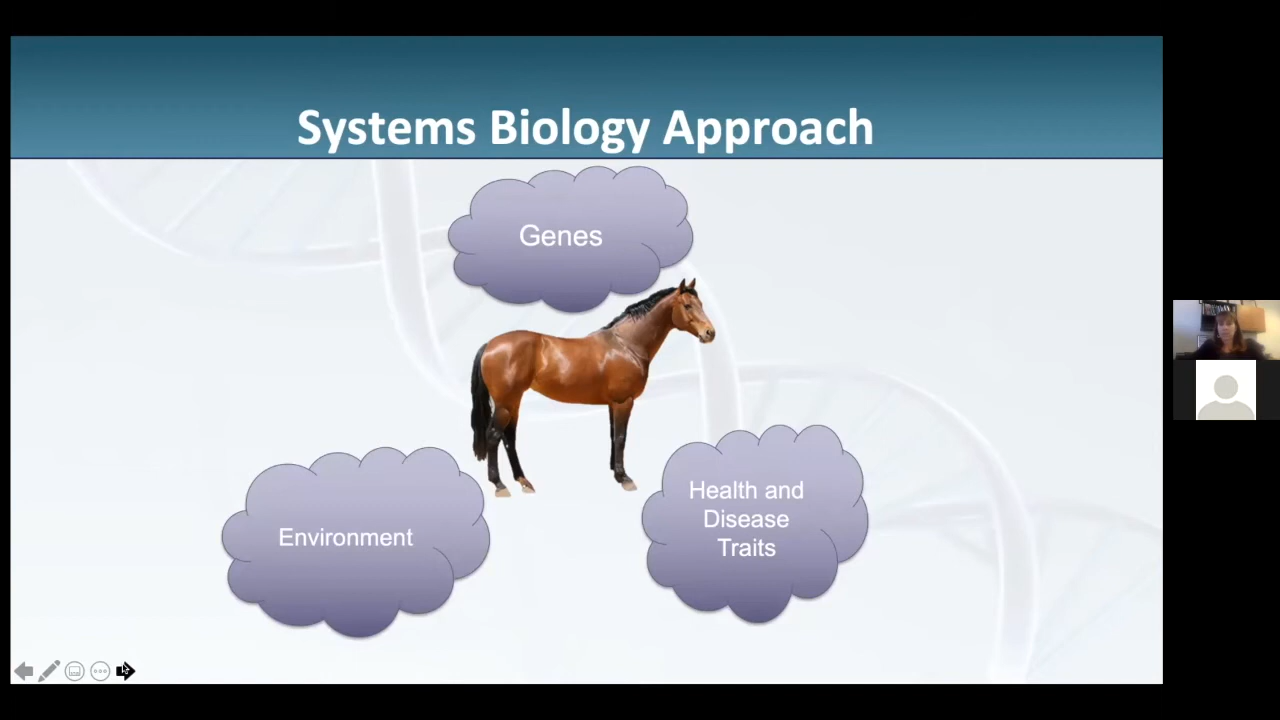 Systems Biology Approach
Genes
Environment
Health and
Disease
Traits